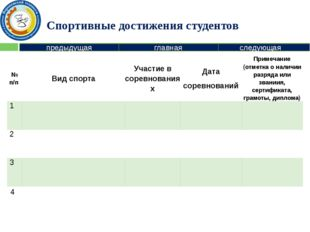 Спортивные достижения студентов
предыдущая главная следующая
№ п/п
Вид спорта
Участие в
соревнования
х
Дата
соревнований
Примечание
(отметка о наличии
разряда или
звания,
сертификата,
грамоты, диплома)
1
2
3
4